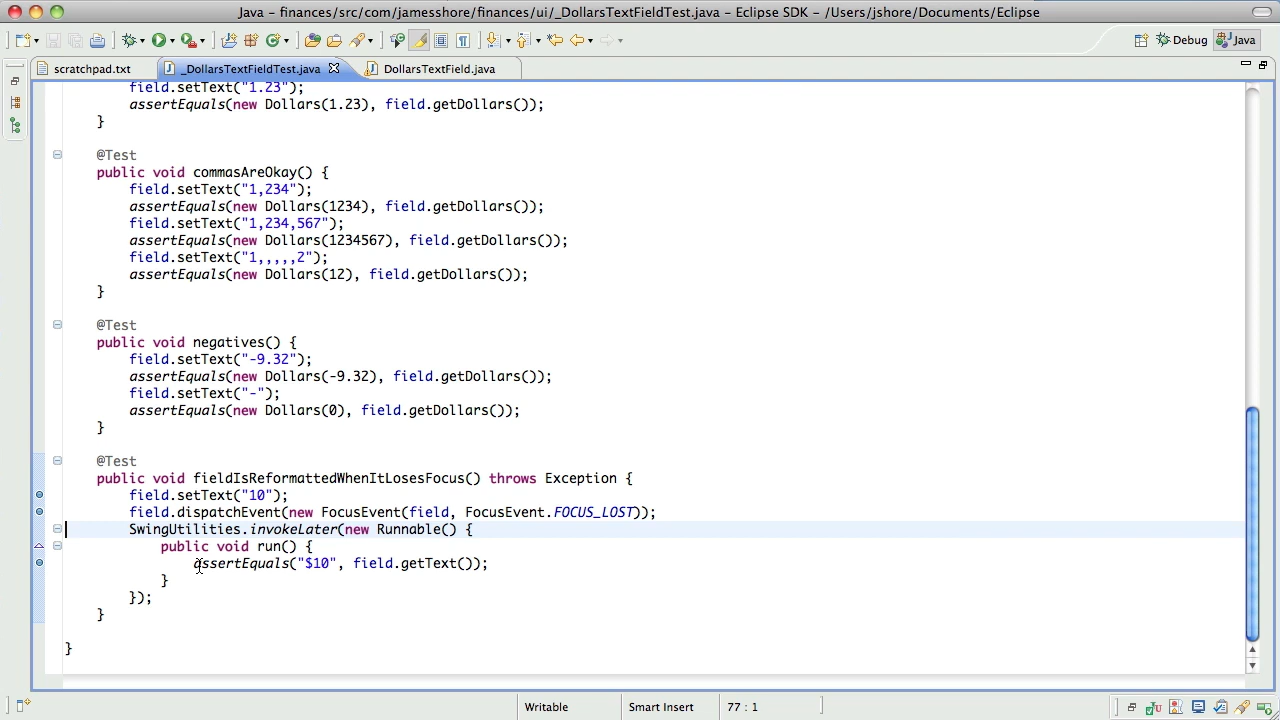 Java - finances/src/com/jamesshore/finances/ui/_DollarsTextFieldTest.java - Eclipse SDK - /Users/jshore/Documents/Eclipse
Debug Java
scratchpad.txt _DollarsTextFieldTest.java DollarsTextField.java
field.setText("1.23");
assertEquals(new Dollars(1.23), field.getDollars());
}
@Test
public void commasAreOkay() {
field.setText("1,234");
assertEquals(new Dollars(1234), field.getDollars());
field.setText("1,234,567");
assertEquals(new Dollars(1234567), field.getDollars());
field.setText("1,,,,,2");
assertEquals(new Dollars(12), field.getDollars());
}
@Test
public void negatives() {
field.setText("-9.32");
assertEquals(new Dollars(-9.32), field.getDollars());
field.setText("-");
assertEquals(new Dollars(0), field.getDollars());
}
@Test
public void fieldIsReformattedWhenItLosesFocus() throws Exception {
field.setText("10");
field.dispatchEvent(new FocusEvent(field, FocusEvent.FOCUS_LOST));
SwingUtilities.invokeLater(new Runnable() {
public void run() {
assertEquals("$10", field.getText());
}
});
}
}
Writable Smart Insert 77 : 1